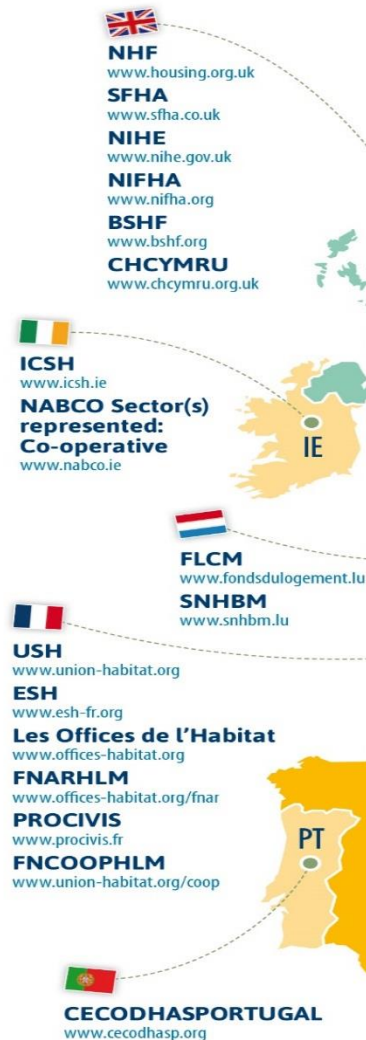 NHF
www.housing.org.uk
SFHA
www.sfha.co.uk
NIHE
www.nihe.gov.uk
NIFHA
www.nifha.org
BSHF
www.bshf.org
CHCYMRU
www.chcymru.org.uk
ICSH
www.icsh.ie
NABCO Sector(s)
represented:
Co-operative
www.nabco.ie
IE
FLCM
www.fondsdulogement.lu
SNHBM
www.snhbm.lu
USH
www.union-habitat.org
ESH
www.esh-fr.org
Les Offices de l’Habitat
www.offices-habitat.org
FNARHLM
www.offices-habitat.org/fnar
PROCIVIS
www.procivis.fr
FNCOOPHLM
www.union-habitat.org/coop
PT
CECODHASPORTUGAL
www.cecodhasp.org